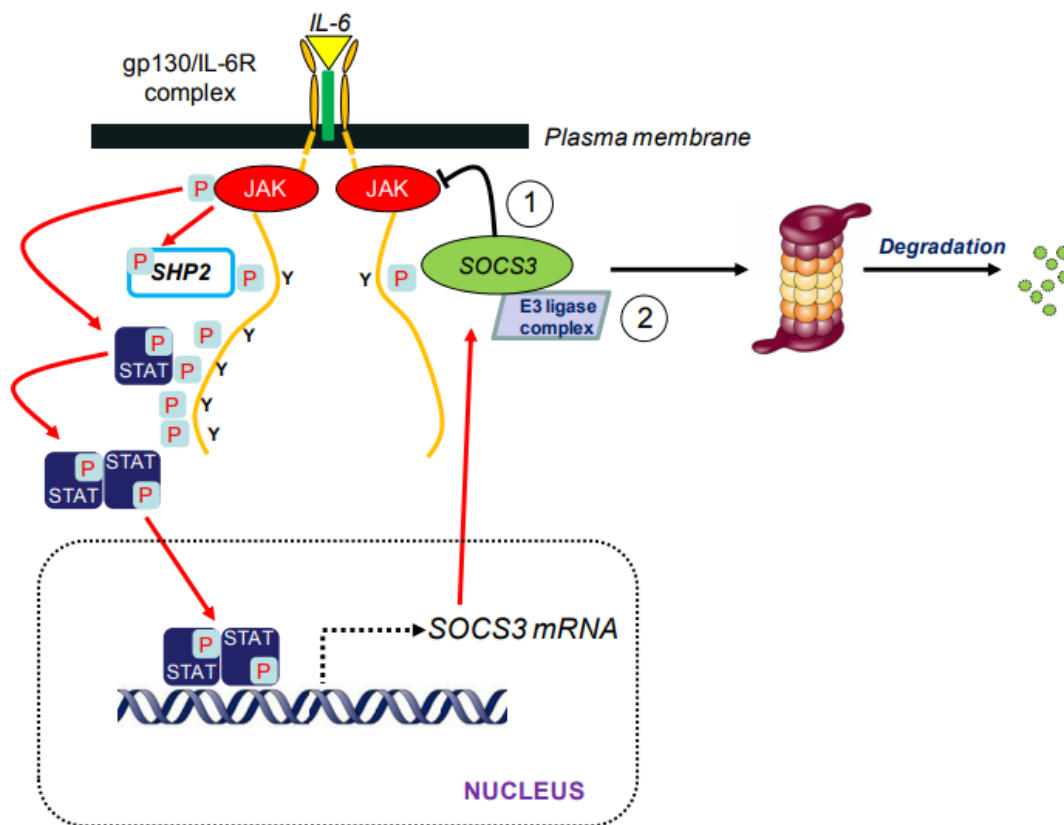 IL-6
gp130/IL-6R
complex
Plasma membrane
P
JAK
JAK
1
P
SHP2
P
Y
Y
P
SOCS3
Degradation
E3 ligase
complex
2
P
STAT
P
P
Y
Y
P
Y
P
Y
P
STAT
STAT
P
SOCS3 mRNA
P
STAT
STAT
P
NUCLEUS